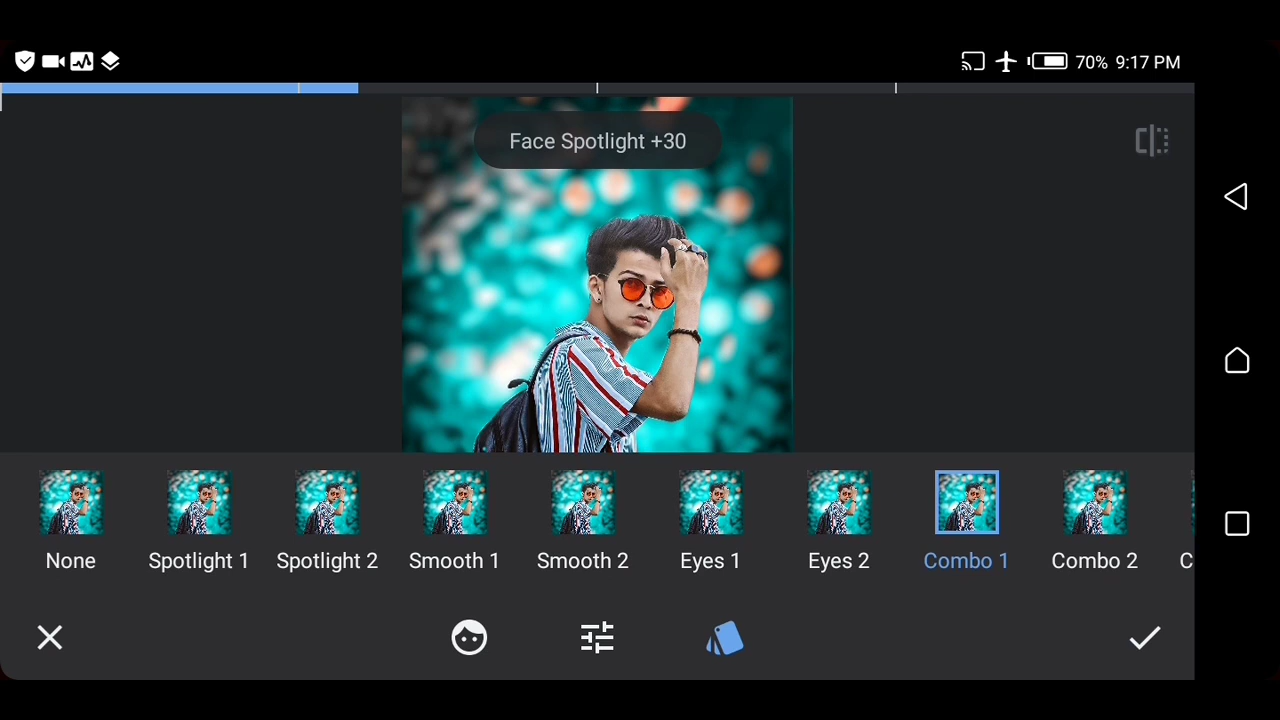 70% 9:17 PM
Face Spotlight +30
None Spotlight 1 Spotlight 2 Smooth 1 Smooth 2 Eyes 1 Eyes 2 Combo 1 Combo 2 C